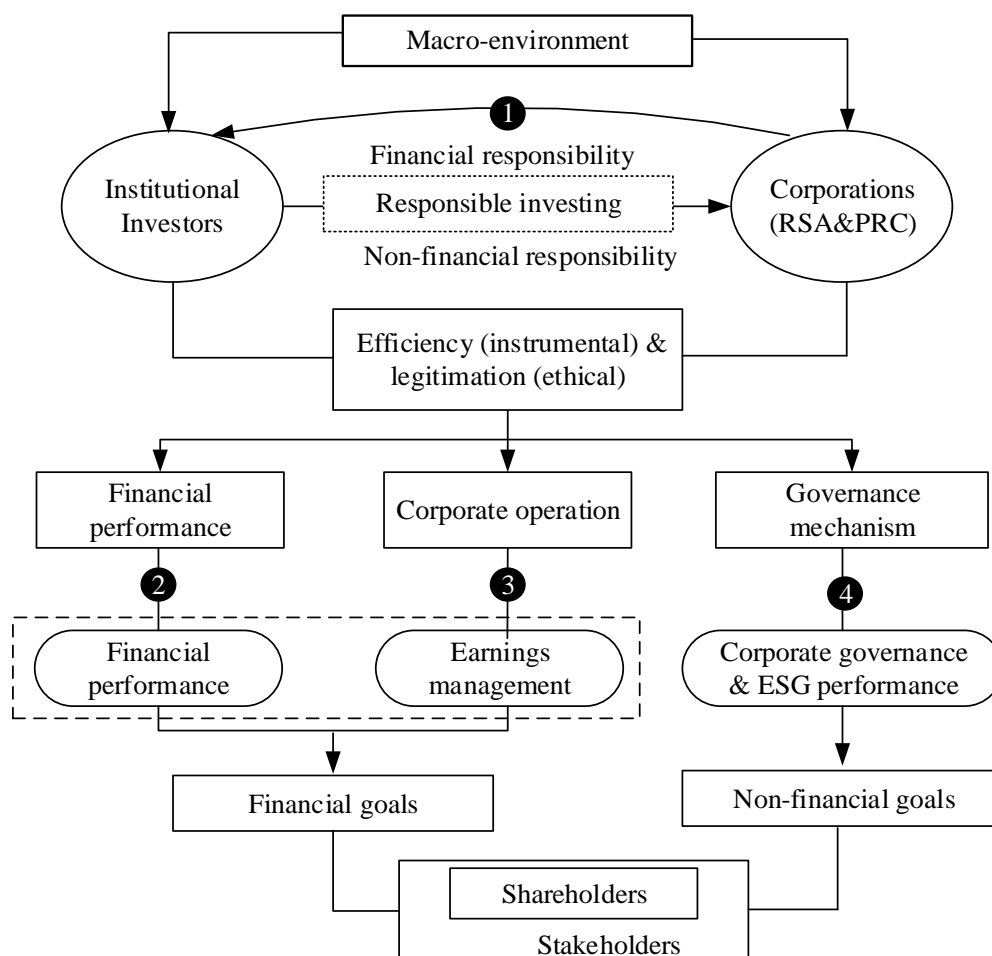 Macro-environment
1
Financial responsibility
Institutional
Investors
Responsible investing
Corporations
(RSA&PRC)
Non-financial responsibility
Efficiency (instrumental) &
legitimation (ethical)
Financial
performance
Corporate operation
Governance
mechanism
2
3
4
Financial
performance
Earnings
management
Corporate governance
& ESG performance
Financial goals
Non-financial goals
Shareholders
Stakeholders